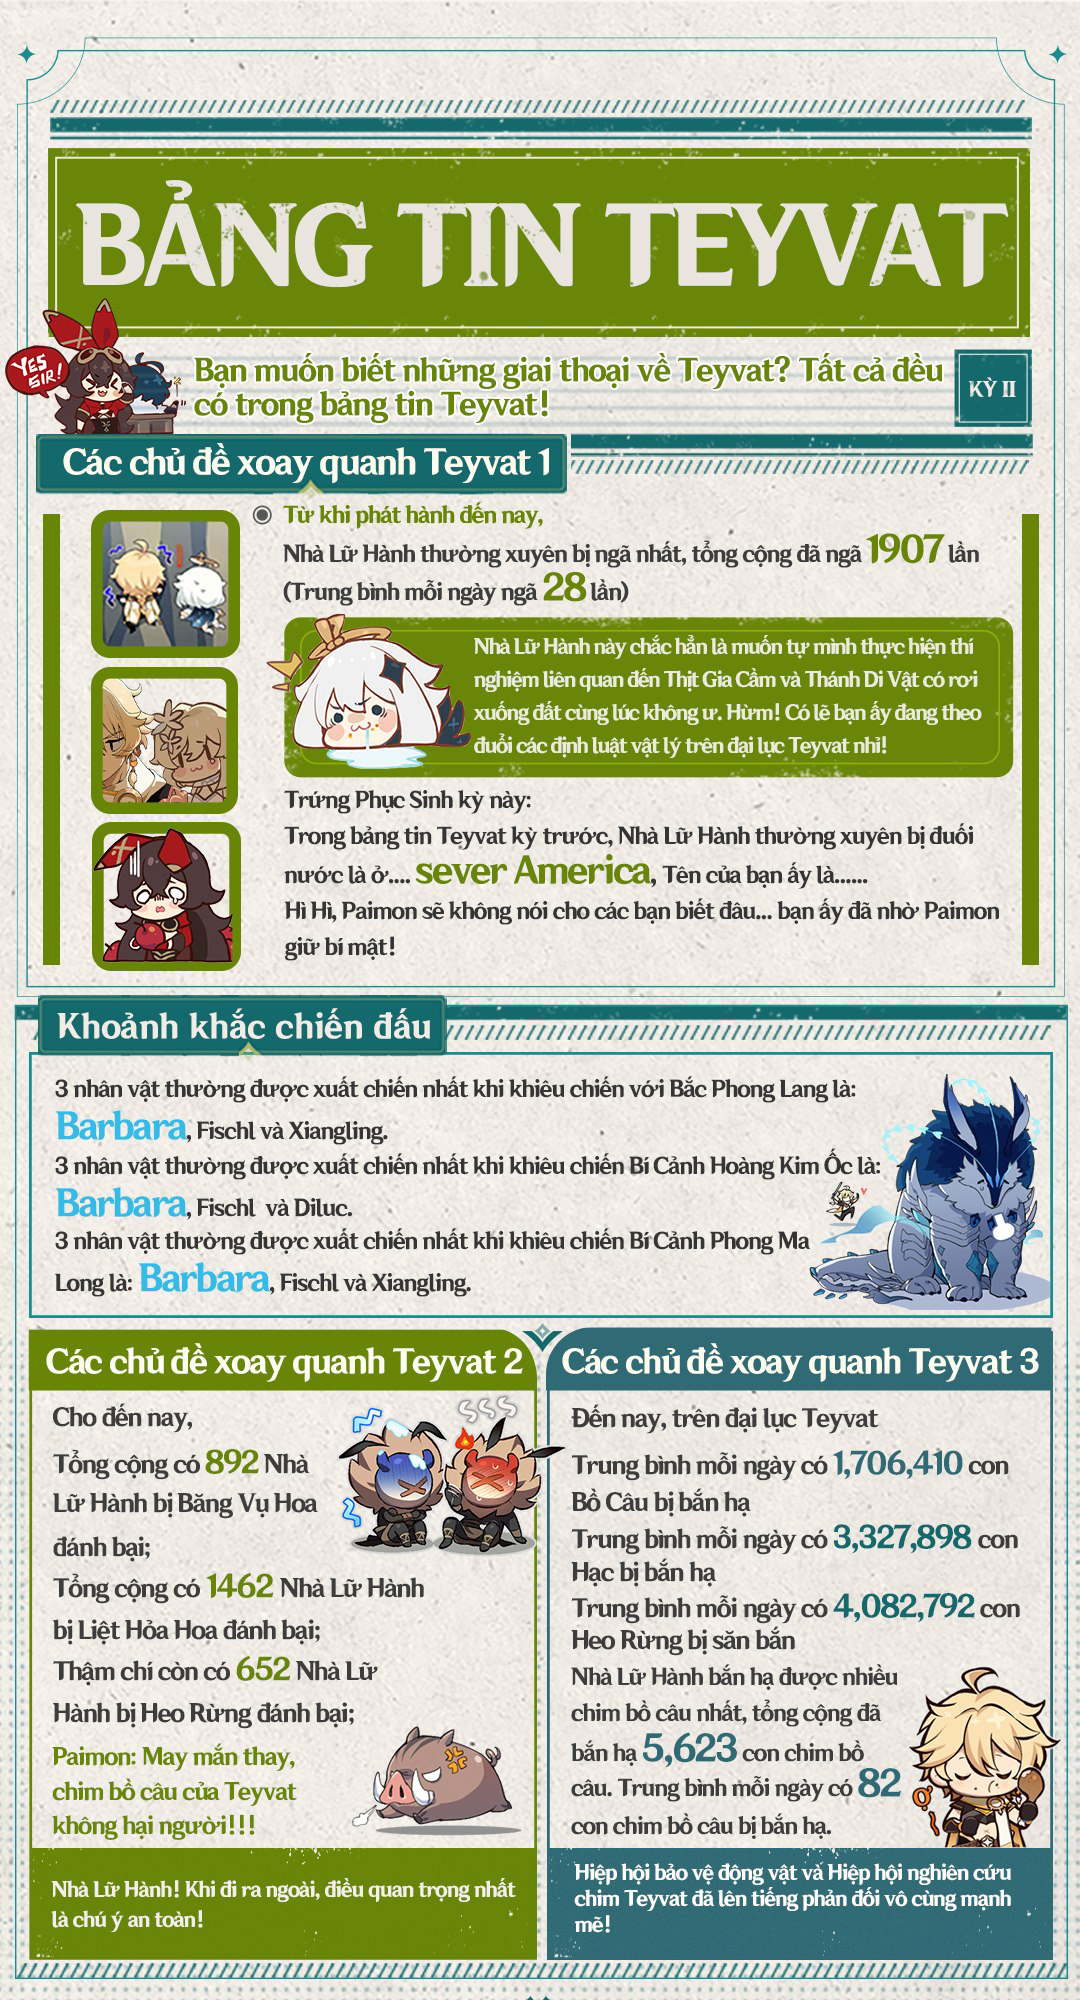 BẢNG TIN TEYVAT
YES SIR!
Bạn muốn biết những giai thoại về Teyvat? Tất cả đều
có trong bảng tin Teyvat!
KỲ II
Các chủ đề xoay quanh Teyvat 1
Từ khi phát hành đến nay,
Nhà Lữ Hành thường xuyên bị ngã nhất, tổng cộng đã ngã 1907 lần
(Trung bình mỗi ngày ngã 28 lần)
Nhà Lữ Hành này chắc hẳn là muốn tự mình thực hiện thí
nghiệm liên quan đến Thịt Gia Cầm và Thánh Di Vật có rơi
xuống đất cùng lúc không ư. Hừm! Có lẽ bạn ấy đang theo
đuổi các định luật vật lý trên đại lục Teyvat nhỉ!
Trứng Phục Sinh kỳ này:
Trong bảng tin Teyvat kỳ trước, Nhà Lữ Hành thường xuyên bị đuối
nước là ở.... sever America, Tên của bạn ấy là......
Hì Hì, Paimon sẽ không nói cho các bạn biết đâu... bạn ấy đã nhờ Paimon
giữ bí mật!
Khoảnh khắc chiến đấu
3 nhân vật thường được xuất chiến nhất khi khiêu chiến với Bắc Phong Lang là:
Barbara, Fischl và Xiangling.
3 nhân vật thường được xuất chiến nhất khi khiêu chiến Bí Cảnh Hoàng Kim Ốc là:
Barbara, Fischl và Diluc.
3 nhân vật thường được xuất chiến nhất khi khiêu chiến Bí Cảnh Phong Ma
Long là: Barbara, Fischl và Xiangling.
Các chủ đề xoay quanh Teyvat 2
Cho đến nay,
Tổng cộng có 892 Nhà
Lữ Hành bị Băng Vụ Hoa
đánh bại;
Tổng cộng có 1462 Nhà Lữ Hành
bị Liệt Hỏa Hoa đánh bại;
Thậm chí còn có 652 Nhà Lữ
Hành bị Heo Rừng đánh bại;
Paimon: May mắn thay,
chim bồ câu của Teyvat
không hại người!!!
Nhà Lữ Hành! Khi đi ra ngoài, điều quan trọng nhất
là chú ý an toàn!
Các chủ đề xoay quanh Teyvat 3
Đến nay, trên đại lục Teyvat
Trung bình mỗi ngày có 1,706,410 con
Bồ Câu bị bắn hạ
Trung bình mỗi ngày có 3,327,898 con
Hạc bị bắn hạ
Trung bình mỗi ngày có 4,082,792 con
Heo Rừng bị săn bắn
Nhà Lữ Hành bắn hạ được nhiều
chim bồ câu nhất, tổng cộng đã
bắn hạ 5,623 con chim bồ
câu. Trung bình mỗi ngày có 82
con chim bồ câu bị bắn hạ.
Hiệp hội bảo vệ động vật và Hiệp hội nghiên cứu
chim Teyvat đã lên tiếng phản đối vô cùng mạnh
mẽ!